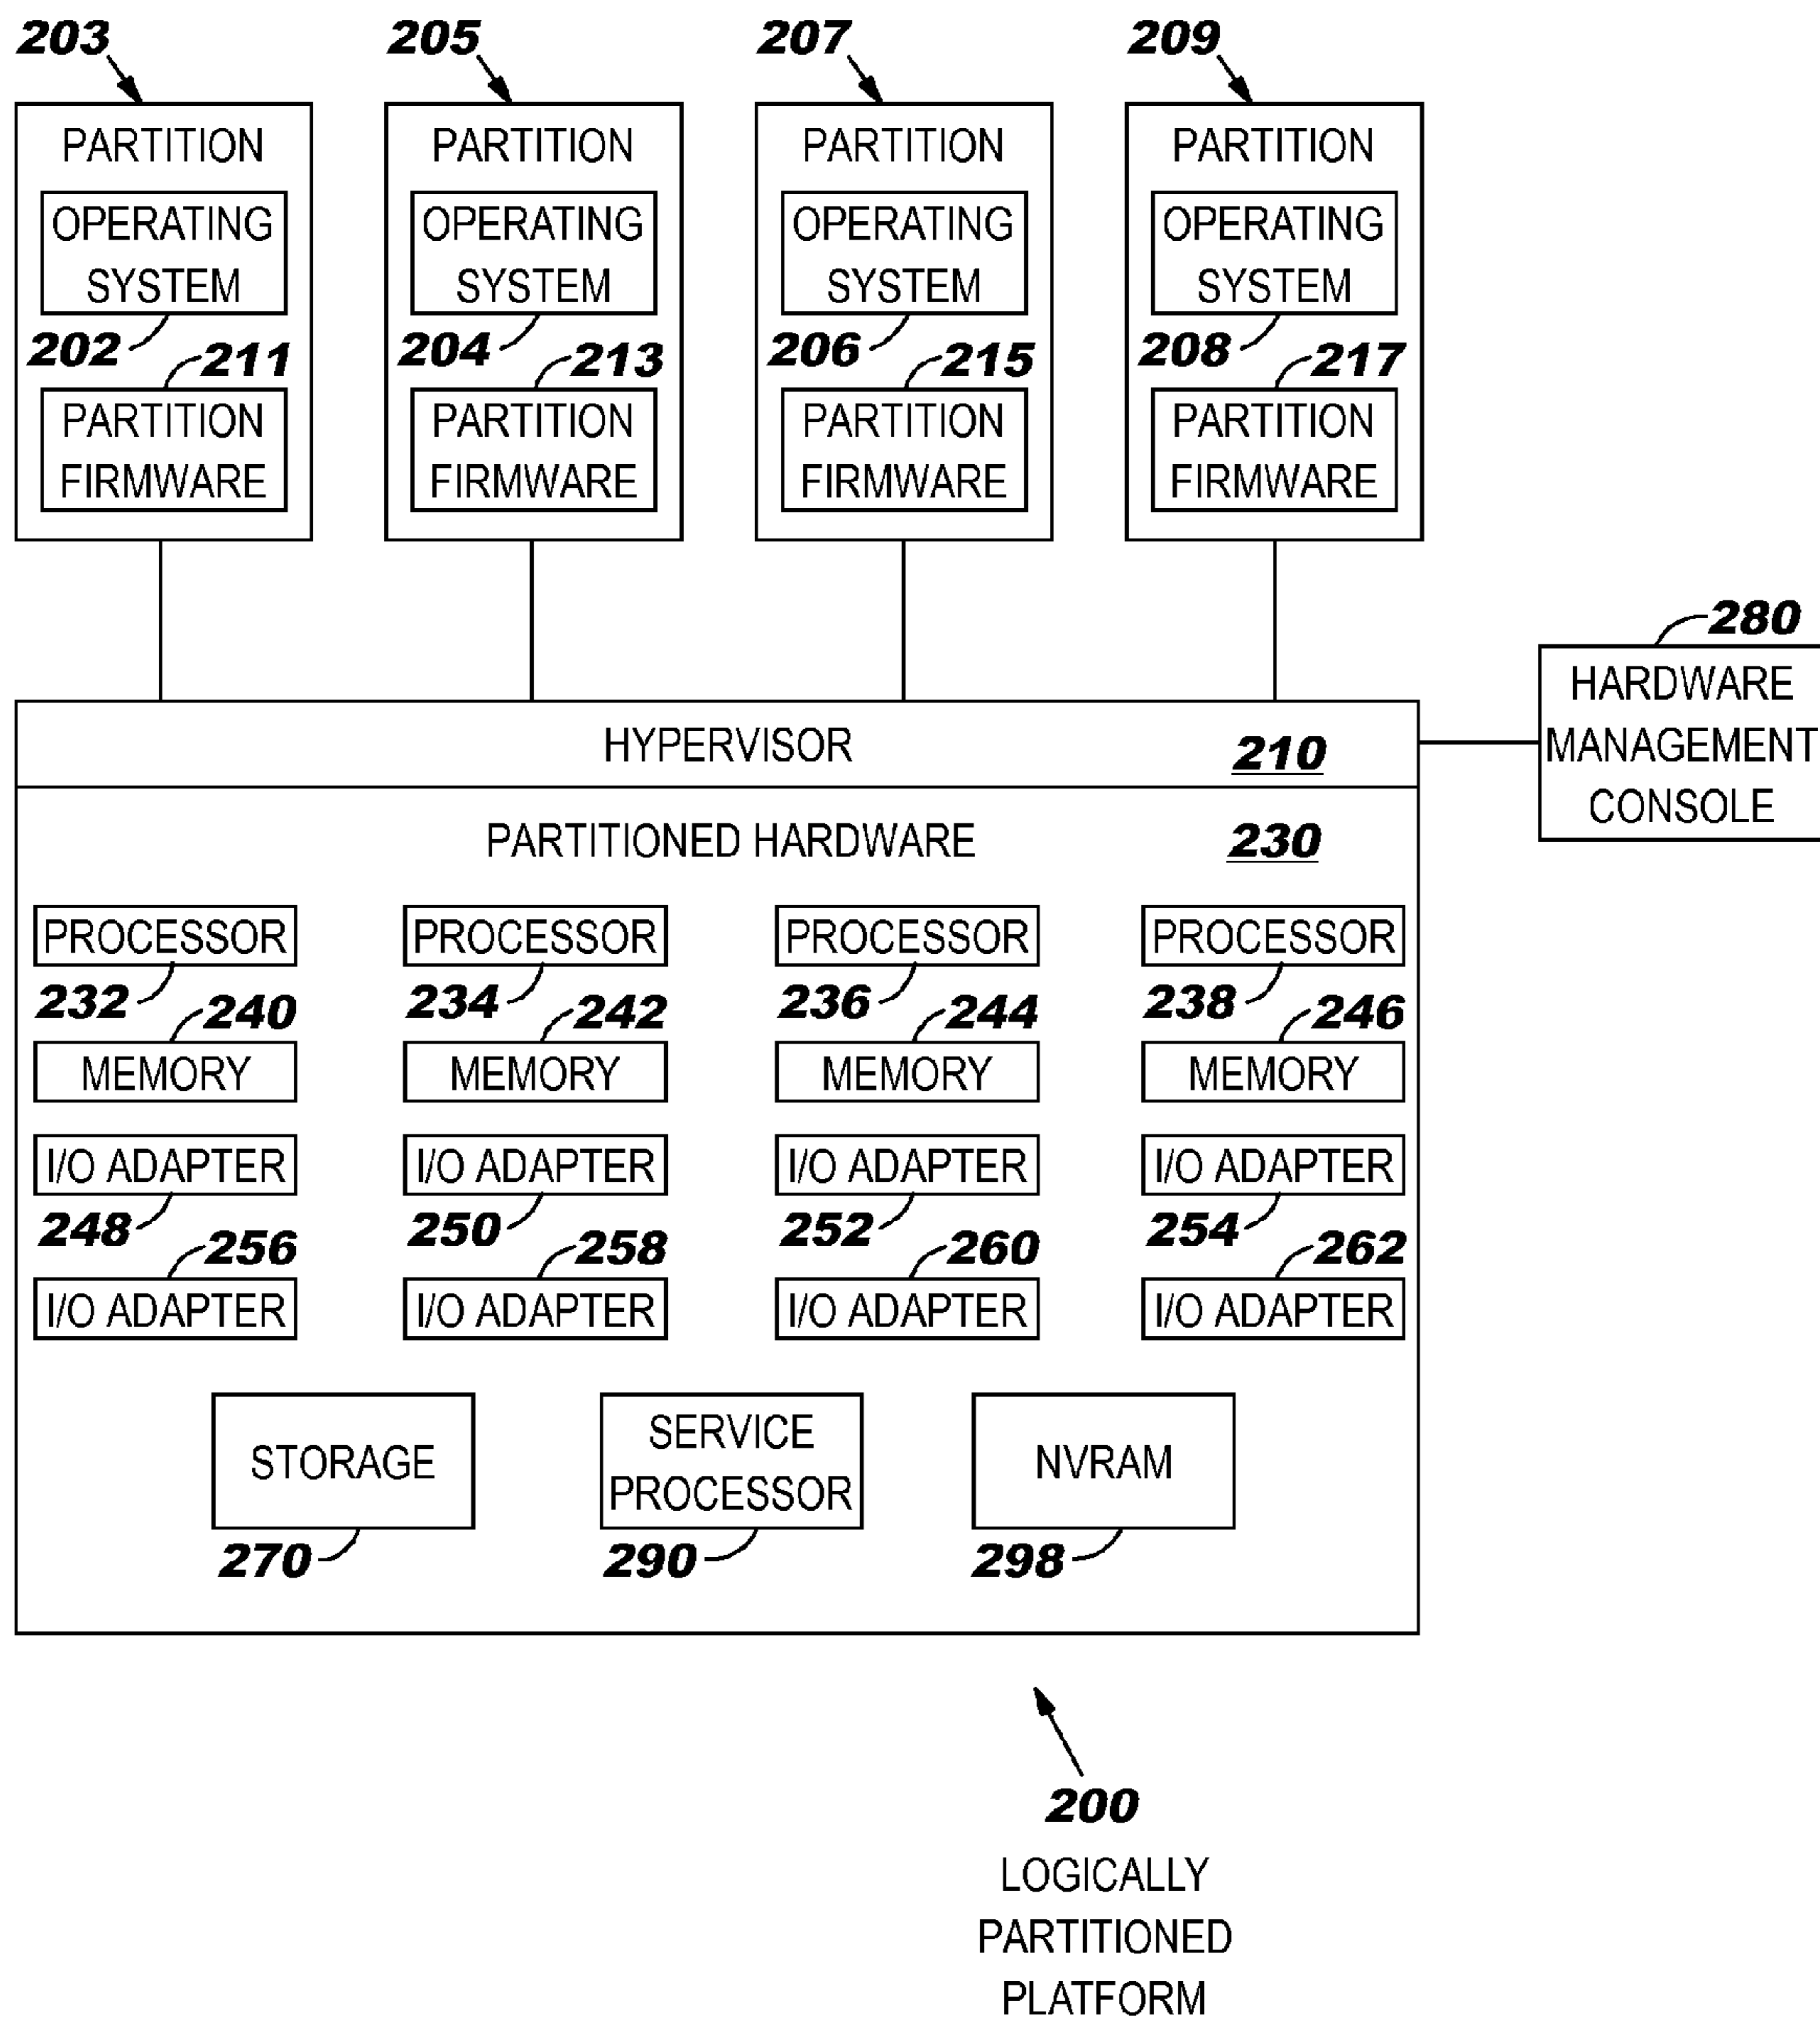 203 205 207 209
PARTITION PARTITION PARTITION PARTITION
OPERATING OPERATING OPERATING OPERATING
SYSTEM SYSTEM SYSTEM SYSTEM
202 211 204 213 206 215 208 217
PARTITION PARTITION PARTITION PARTITION
FIRMWARE FIRMWARE FIRMWARE FIRMWARE
280
HARDWARE
MANAGEMENT
CONSOLE
HYPERVISOR 210
PARTITIONED HARDWARE 230
PROCESSOR PROCESSOR PROCESSOR PROCESSOR
232 240 234 242 236 244 238 246
MEMORY MEMORY MEMORY MEMORY
I/O ADAPTER I/O ADAPTER I/O ADAPTER I/O ADAPTER
248 256 250 258 252 260 254 262
I/O ADAPTER I/O ADAPTER I/O ADAPTER I/O ADAPTER
STORAGE
270
SERVICE
PROCESSOR
290
NVRAM
298
200
LOGICALLY
PARTITIONED
PLATFORM